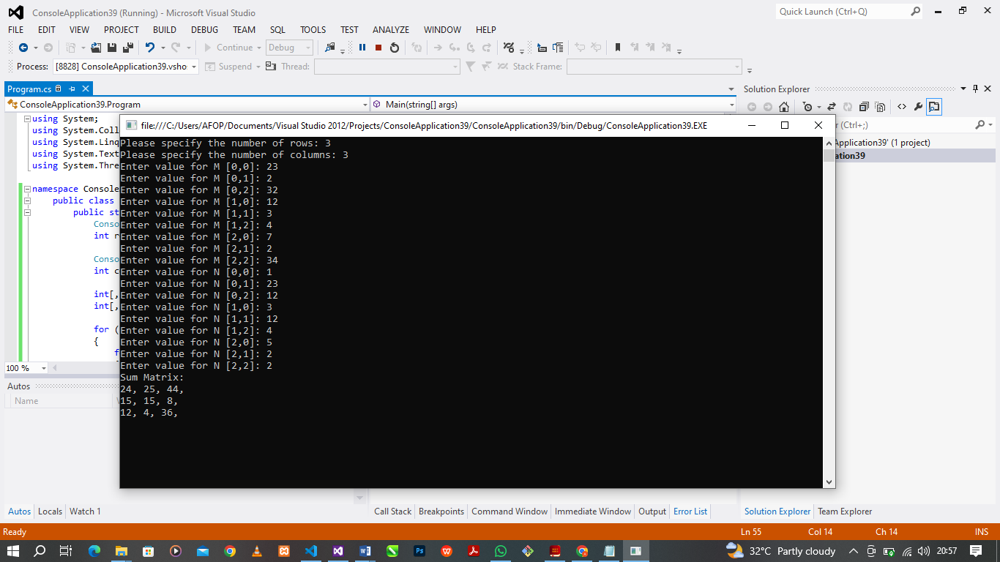 ConsoleApplication39 (Running) - Microsoft Visual Studio
Quick Launch (Ctrl+Q)
FILE EDIT VIEW PROJECT BUILD DEBUG TEAM SQL TOOLS TEST ANALYZE WINDOW HELP
Continue Debug
Process: [8828] ConsoleApplication39.vsho Suspend Thread: Stack Frame:
Program.cs
Solution Explorer
ConsoleApplication39.Program
Main(string[] args)
using System;
using System.Coll
using System.Linq
using System.Text
using System.Thre
namespace Console
public class
public st
Conso
int r
Conso
int c
int[,
int[,
for (
{
f
100 %
file:///C:/Users/AFOP/Documents/Visual Studio 2012/Projects/ConsoleApplication39/ConsoleApplication39/bin/Debug/ConsoleApplication39.EXE
Please specify the number of rows: 3
Please specify the number of columns: 3
Enter value for M [0,0]: 23
Enter value for M [0,1]: 2
Enter value for M [0,2]: 32
Enter value for M [1,0]: 12
Enter value for M [1,1]: 3
Enter value for M [1,2]: 4
Enter value for M [2,0]: 7
Enter value for M [2,1]: 2
Enter value for M [2,2]: 34
Enter value for N [0,0]: 1
Enter value for N [0,1]: 23
Enter value for N [0,2]: 12
Enter value for N [1,0]: 3
Enter value for N [1,1]: 12
Enter value for N [1,2]: 4
Enter value for N [2,0]: 5
Enter value for N [2,1]: 2
Enter value for N [2,2]: 2
Sum Matrix:
24, 25, 44,
15, 15, 8,
12, 4, 36,
r (Ctrl+;)
Application39' (1 project)
ation39
Autos
Name
Autos Locals Watch 1
Call Stack Breakpoints Command Window Immediate Window Output Error List
Solution Explorer Team Explorer
Ready
Ln 55 Col 14 Ch 14 INS
32°C Partly cloudy
20:57